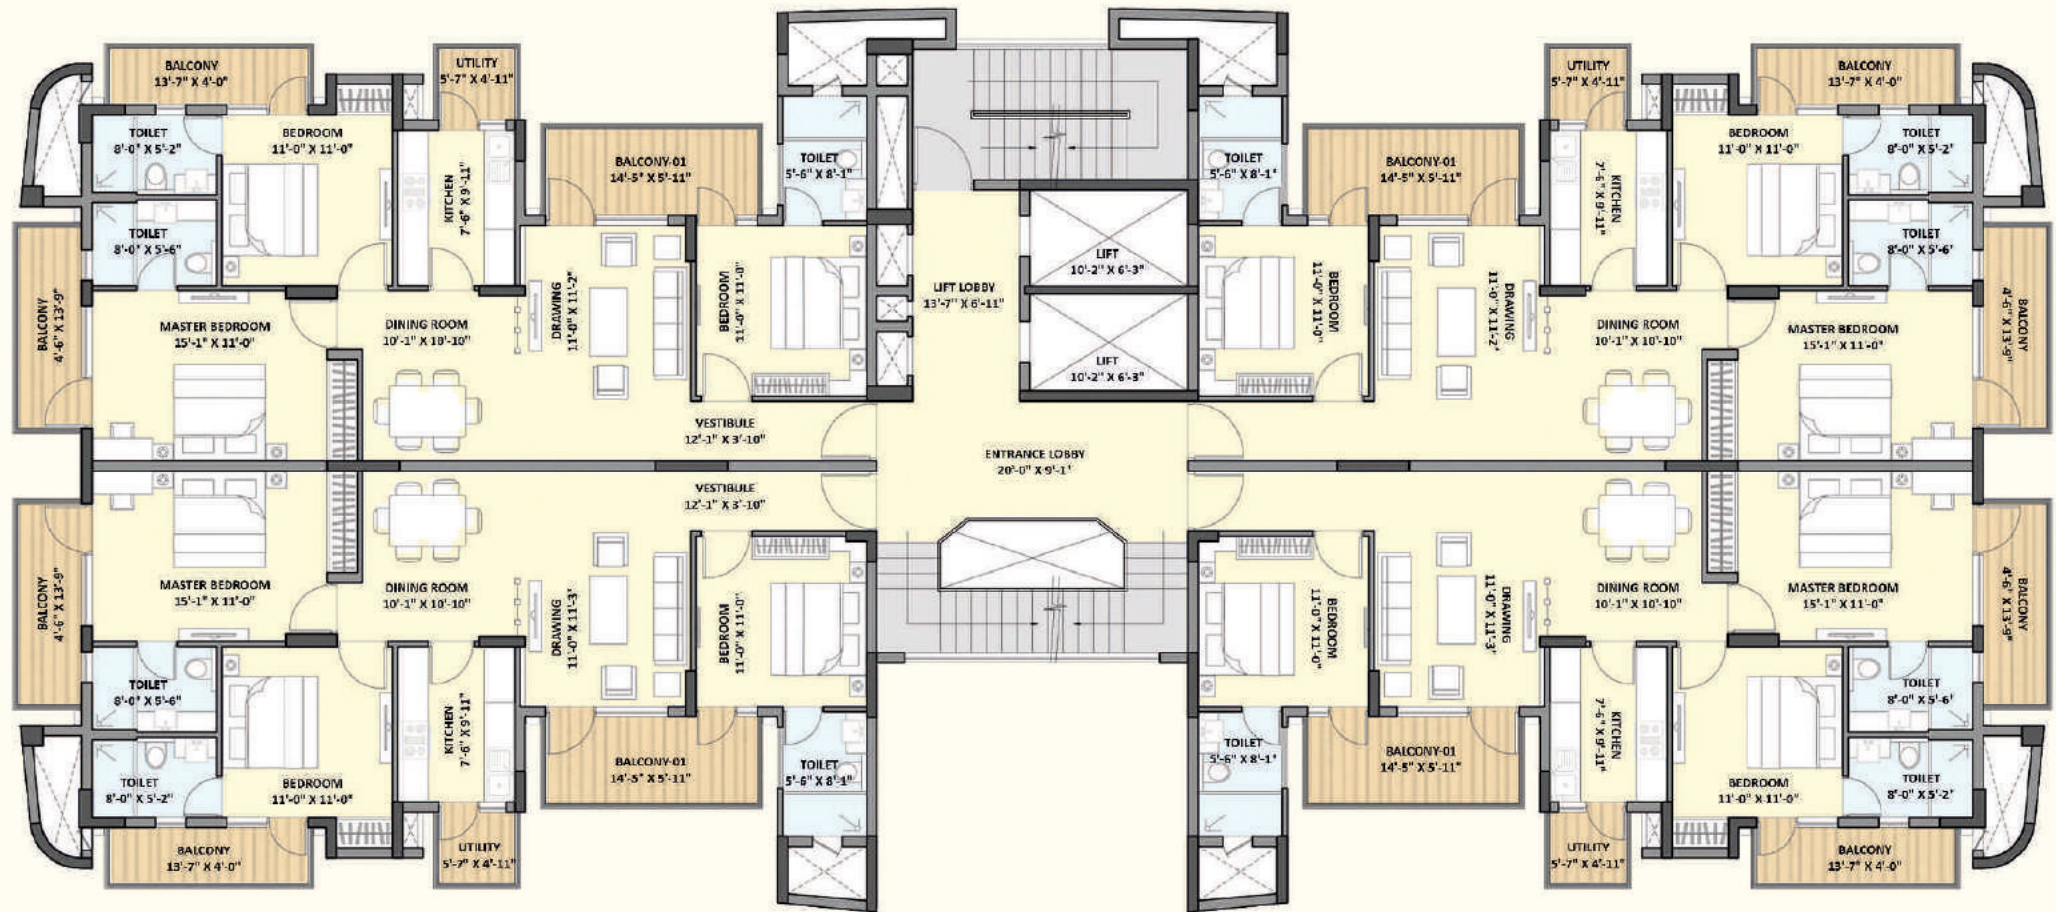 BALCONY
13'-7" X 4'-0"
UTILITY
5'-7" X 4'-11"
UTILITY
5'-7" X 4'-11"
BALCONY
13'-7" X 4'-0"
TOILET
8'-0" X 5'-2"
BEDROOM
11'-0" X 11'-0"
KITCHEN
7'-6" X 9'-11"
BALCONY-01
14'-5" X 5'-11"
TOILET
5'-6" X 8'-1"
TOILET
5'-6" X 8'-1"
BALCONY-01
14'-5" X 5'-11"
KITCHEN
7'-6" X 9'-11"
BEDROOM
11'-0" X 11'-0"
TOILET
8'-0" X 5'-2"
TOILET
8'-0" X 5'-6"
TOILET
8'-0" X 5'-6"
BALCONY
4'-6" X 13'-9"
MASTER BEDROOM
15'-1" X 11'-0"
DINING ROOM
10'-1" X 10'-10"
DRAWING
11'-0" X 11'-2"
BEDROOM
11'-0" X 11'-0"
LIFT LOBBY
13'-7" X 6'-11"
LIFT
10'-2" X 6'-3"
LIFT
10'-2" X 6'-3"
BEDROOM
11'-0" X 11'-0"
DRAWING
11'-0" X 11'-2"
DINING ROOM
10'-1" X 10'-10"
MASTER BEDROOM
15'-1" X 11'-0"
BALCONY
4'-6" X 13'-9"
VESTIBULE
12'-1" X 3'-10"
ENTRANCE LOBBY
20'-0" X 9'-1"
VESTIBULE
12'-1" X 3'-10"
BALCONY
4'-6" X 13'-9"
MASTER BEDROOM
15'-1" X 11'-0"
DINING ROOM
10'-1" X 10'-10"
DRAWING
11'-0" X 11'-3"
BEDROOM
11'-0" X 11'-0"
BEDROOM
11'-0" X 11'-0"
DRAWING
11'-0" X 11'-3"
DINING ROOM
10'-1" X 10'-10"
MASTER BEDROOM
15'-1" X 11'-0"
BALCONY
4'-6" X 13'-9"
TOILET
8'-0" X 5'-6"
TOILET
8'-0" X 5'-6"
TOILET
8'-0" X 5'-2"
BEDROOM
11'-0" X 11'-0"
KITCHEN
7'-6" X 9'-11"
BALCONY-01
14'-5" X 5'-11"
TOILET
5'-6" X 8'-1"
TOILET
5'-6" X 8'-1"
BALCONY-01
14'-5" X 5'-11"
KITCHEN
7'-6" X 9'-11"
BEDROOM
11'-0" X 11'-0"
TOILET
8'-0" X 5'-2"
BALCONY
13'-7" X 4'-0"
UTILITY
5'-7" X 4'-11"
UTILITY
5'-7" X 4'-11"
BALCONY
13'-7" X 4'-0"